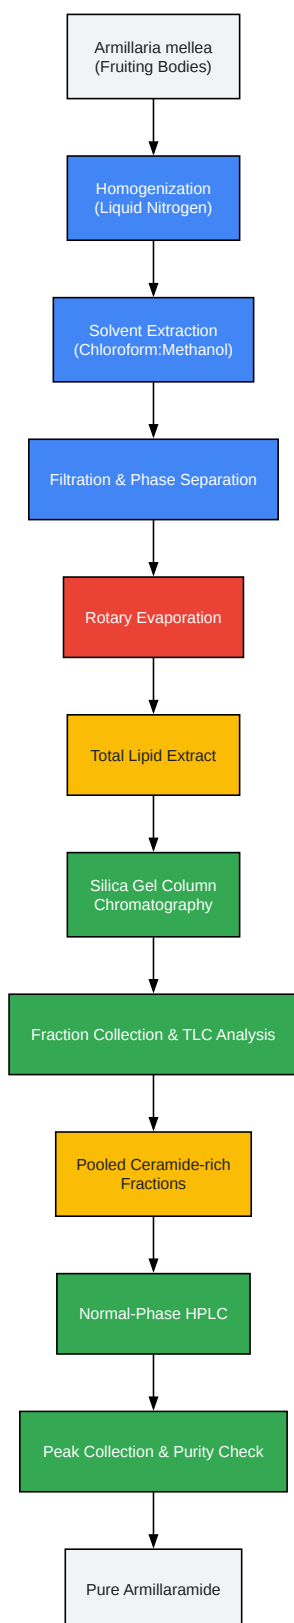 Armillaria mellea
(Fruiting Bodies)
Homogenization
(Liquid Nitrogen)
Solvent Extraction
(Chloroform:Methanol)
Filtration & Phase Separation
Rotary Evaporation
Total Lipid Extract
Silica Gel Column
Chromatography
Fraction Collection & TLC Analysis
Pooled Ceramide-rich
Fractions
Normal-Phase HPLC
Peak Collection & Purity Check
Pure Armillaramide